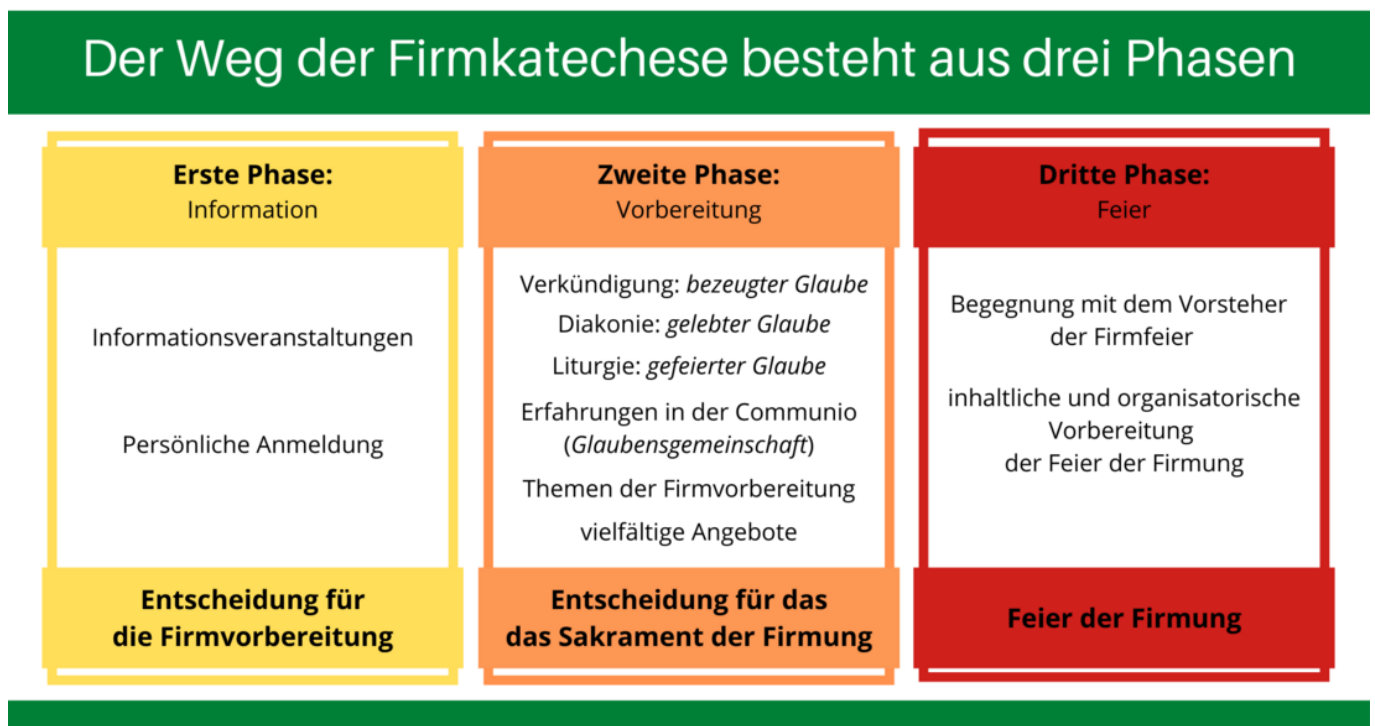 Der Weg der Firmkatechese besteht aus drei Phasen
Erste Phase:
Information
Informationsveranstaltungen
Persönliche Anmeldung
Entscheidung für
die Firmvorbereitung
Zweite Phase:
Vorbereitung
Verkündigung: bezeugter Glaube
Diakonie: gelebter Glaube
Liturgie: gefeierter Glaube
Erfahrungen in der Communio
(Glaubensgemeinschaft)
Themen der Firmvorbereitung
vielfältige Angebote
Entscheidung für das
das Sakrament der Firmung
Dritte Phase:
Feier
Begegnung mit dem Vorsteher
der Firmfeier
inhaltliche und organisatorische
Vorbereitung
der Feier der Firmung
Feier der Firmung